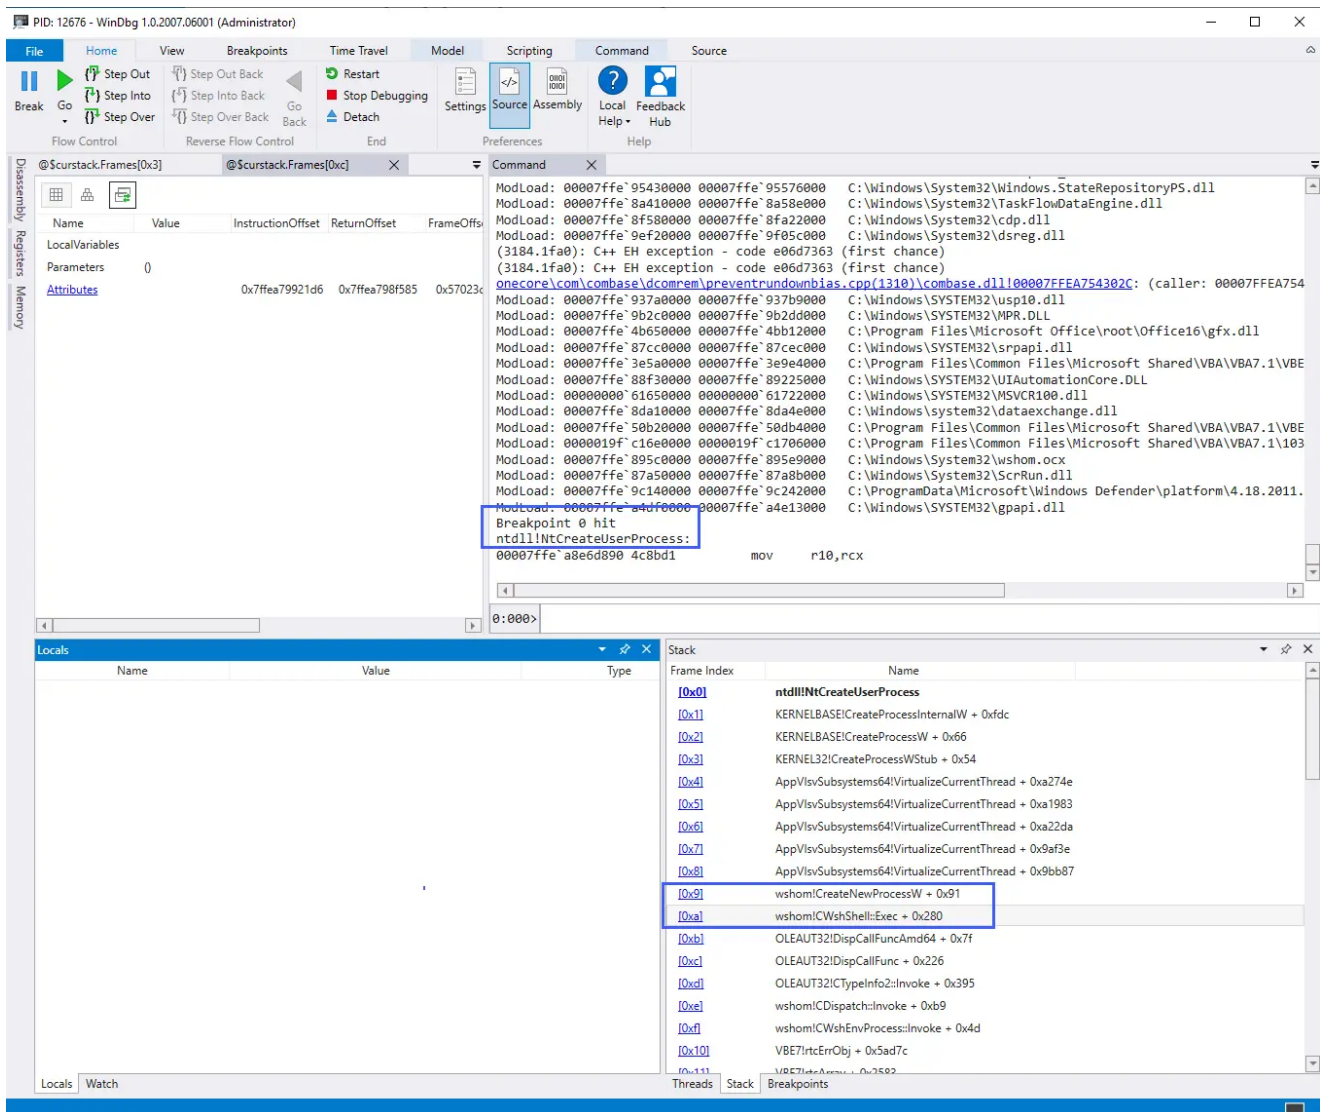 PID: 12676 - WinDbg 1.0.2007.06001 (Administrator)
File Home View Breakpoints Time Travel Model Scripting Command Source
Break
Go
Step Out
Step Into
Step Over
Flow Control
Step Out Back
Step Into Back
Step Over Back
Go Back
Reverse Flow Control
Restart
Stop Debugging
Detach
End
Settings Source Assembly
Preferences
Local Help
Feedback Hub
Help
Disassembly
Registers
Memory
@$curstack.Frames[0x3] @$curstack.Frames[0xc]
Name Value InstructionOffset ReturnOffset FrameOffs
LocalVariables
Parameters ()
Attributes 0x7ffea79921d6 0x7ffea798f585 0x57023c
Command
ModLoad: 00007ffe`95430000 00007ffe`95576000 C:\Windows\System32\Windows.StateRepositoryPS.dll
ModLoad: 00007ffe`8a410000 00007ffe`8a58e000 C:\Windows\System32\TaskFlowDataEngine.dll
ModLoad: 00007ffe`8f580000 00007ffe`8fa22000 C:\Windows\System32\cdp.dll
ModLoad: 00007ffe`9ef20000 00007ffe`9f05c000 C:\Windows\System32\dsreg.dll
(3184.1fa0): C++ EH exception - code e06d7363 (first chance)
(3184.1fa0): C++ EH exception - code e06d7363 (first chance)
onecore\com\combase\dcomrem\preventrundownbias.cpp(1310)\combase.dll!00007FFEA754302C: (caller: 00007FFEA754
ModLoad: 00007ffe`937a0000 00007ffe`937b9000 C:\Windows\SYSTEM32\usp10.dll
ModLoad: 00007ffe`9b2c0000 00007ffe`9b2dd000 C:\Windows\SYSTEM32\MPR.DLL
ModLoad: 00007ffe`4b650000 00007ffe`4bb12000 C:\Program Files\Microsoft Office\root\Office16\gfx.dll
ModLoad: 00007ffe`87cc0000 00007ffe`87cec000 C:\Windows\SYSTEM32\srpapi.dll
ModLoad: 00007ffe`3e5a0000 00007ffe`3e9e4000 C:\Program Files\Common Files\Microsoft Shared\VBA\VBA7.1\VBE
ModLoad: 00007ffe`88f30000 00007ffe`89225000 C:\Windows\SYSTEM32\UIAutomationCore.DLL
ModLoad: 00000000`61650000 00000000`61722000 C:\Windows\SYSTEM32\MSVCR100.dll
ModLoad: 00007ffe`8da10000 00007ffe`8da4e000 C:\Windows\system32\dataexchange.dll
ModLoad: 00007ffe`50b20000 00007ffe`50db4000 C:\Program Files\Common Files\Microsoft Shared\VBA\VBA7.1\VBE
ModLoad: 0000019f`c16e0000 0000019f`c1706000 C:\Program Files\Common Files\Microsoft Shared\VBA\VBA7.1\103
ModLoad: 00007ffe`895c0000 00007ffe`895e9000 C:\Windows\System32\wshom.ocx
ModLoad: 00007ffe`87a50000 00007ffe`87a8b000 C:\Windows\System32\ScrRun.dll
ModLoad: 00007ffe`9c140000 00007ffe`9c242000 C:\ProgramData\Microsoft\Windows Defender\platform\4.18.2011.
ModLoad: 00007ffe`a4df0000 00007ffe`a4e13000 C:\Windows\SYSTEM32\gpapi.dll
Breakpoint 0 hit
ntdll!NtCreateUserProcess:
00007ffe`a8e6d890 4c8bd1 mov r10,rcx
0:000>
Locals
Name Value Type
Locals Watch
Stack
Frame Index Name
[0x0] ntdll!NtCreateUserProcess
[0x1] KERNELBASE!CreateProcessInternalW + 0xfdc
[0x2] KERNELBASE!CreateProcessW + 0x66
[0x3] KERNEL32!CreateProcessWStub + 0x54
[0x4] AppVIsvSubsystems64!VirtualizeCurrentThread + 0xa274e
[0x5] AppVIsvSubsystems64!VirtualizeCurrentThread + 0xa1983
[0x6] AppVIsvSubsystems64!VirtualizeCurrentThread + 0xa22da
[0x7] AppVIsvSubsystems64!VirtualizeCurrentThread + 0x9af3e
[0x8] AppVIsvSubsystems64!VirtualizeCurrentThread + 0x9bb87
[0x9] wshom!CreateNewProcessW + 0x91
[0xa] wshom!CWshShell::Exec + 0x280
[0xb] OLEAUT32!DispCallFuncAmd64 + 0x7f
[0xc] OLEAUT32!DispCallFunc + 0x226
[0xd] OLEAUT32!CTypeInfo2::Invoke + 0x395
[0xe] wshom!CDispatch::Invoke + 0xb9
[0xf] wshom!CWshEnvProcess::Invoke + 0x4d
[0x10] VBE7!rtcErrObj + 0x5ad7c
[0x11] VBE7!rtcArray + 0x2583
Threads Stack Breakpoints